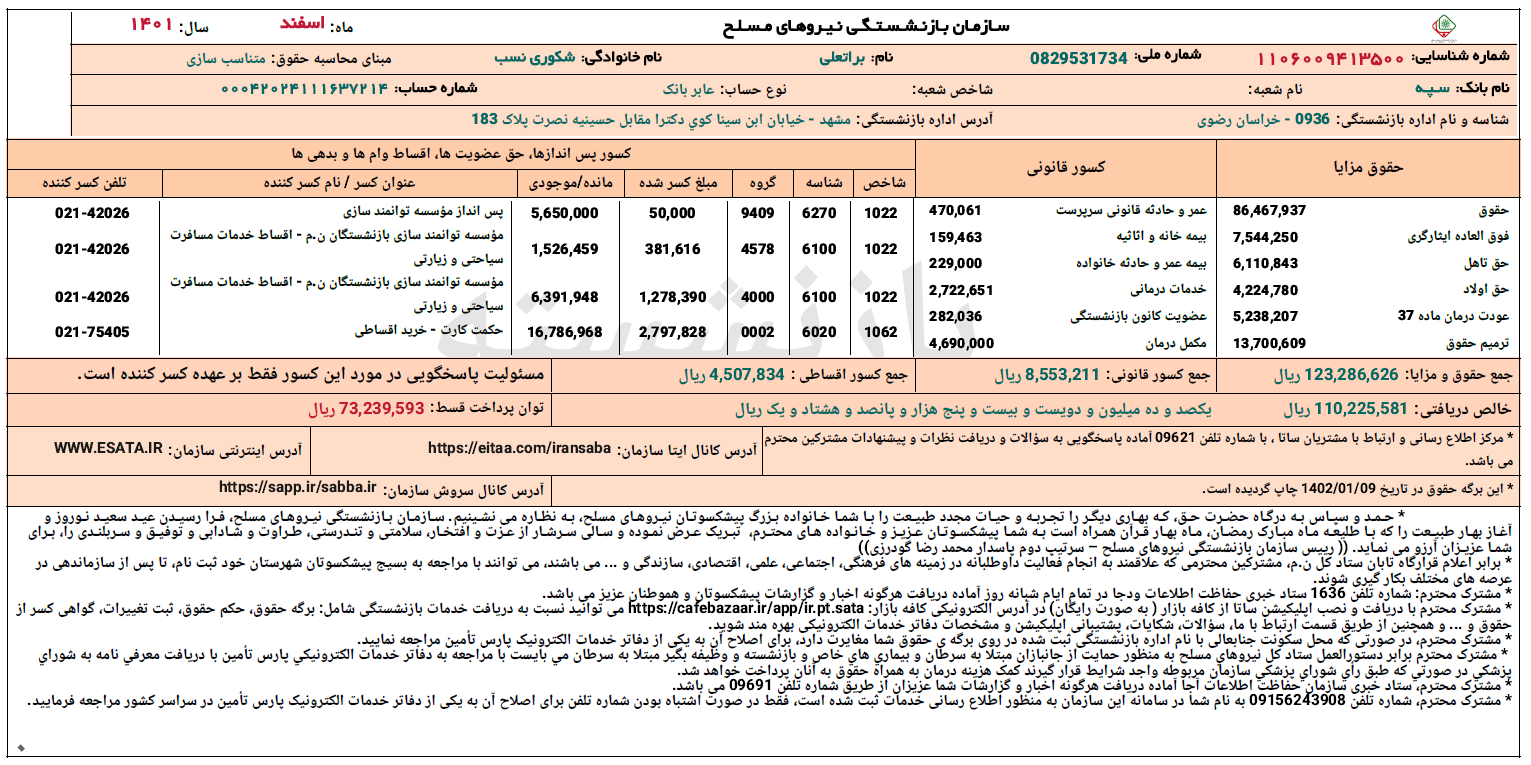 سازمان بازنشستگی نیروهای مسلح
ماه: اسفند سال: ۱۴۰۱
شماره شناسایی: ۱۱۰۶۰۰۹۴۱۳۵۰۰ شماره ملی: 0829531734 نام: براتعلی نام خانوادگی: شکوری نسب مبنای محاسبه حقوق: متناسب سازی
نام بانک: سپه نام شعبه: شاخص شعبه: نوع حساب: عابر بانک شماره حساب: ۰۰۰۴۲۰۲۴۱۱۱۶۳۷۲۱۴
شناسه و نام اداره بازنشستگی: 0936 - خراسان رضوی آدرس اداره بازنشستگی: مشهد - خیابان ابن سینا کوي دکترا مقابل حسینیه نصرت پلاک 183
حقوق مزایا کسور قانونی کسور پس اندازها، حق عضویت ها، اقساط وام ها و بدهی ها
شاخص شناسه گروه مبلغ کسر شده مانده/موجودی عنوان کسر / نام کسر کننده تلفن کسر کننده
حقوق 86,467,937
فوق العاده ایثارگری 7,544,250
حق تاهل 6,110,843
حق اولاد 4,224,780
عودت درمان ماده 37 5,238,207
ترمیم حقوق 13,700,609
عمر و حادثه قانونی سرپرست 470,061
بیمه خانه و اثاثیه 159,463
بیمه عمر و حادثه خانواده 229,000
خدمات درمانی 2,722,651
عضویت کانون بازنشستگی 282,036
مکمل درمان 4,690,000
1022 6270 9409 50,000 5,650,000 پس انداز مؤسسه توانمند سازی 021-42026
1022 6100 4578 381,616 1,526,459 مؤسسه توانمند سازی بازنشستگان ن.م - اقساط خدمات مسافرت
سیاحتی و زیارتی 021-42026
1022 6100 4000 1,278,390 6,391,948 مؤسسه توانمند سازی بازنشستگان ن.م - اقساط خدمات مسافرت
سیاحتی و زیارتی 021-42026
1062 6020 0002 2,797,828 16,786,968 حکمت کارت - خرید اقساطی 021-75405
بازنشسته
جمع حقوق و مزایا: 123,286,626 ریال جمع کسور قانونی: 8,553,211 ریال جمع کسور اقساطی : 4,507,834 ریال مسئولیت پاسخگویی در مورد این کسور فقط بر عهده کسر کننده است.
خالص دریافتی: 110,225,581 ریال یکصد و ده میلیون و دویست و بیست و پنج هزار و پانصد و هشتاد و یک ریال توان پرداخت قسط: 73,239,593 ریال
* مرکز اطلاع رسانی و ارتباط با مشتریان ساتا ، با شماره تلفن 09621 آماده پاسخگویی به سؤالات و دریافت نظرات و پیشنهادات مشترکین محترم
می باشد.
آدرس کانال ایتا سازمان: https://eitaa.com/iransaba آدرس اینترنتی سازمان: WWW.ESATA.IR
* این برگه حقوق در تاریخ 1402/01/09 چاپ گردیده است. آدرس کانال سروش سازمان: https://sapp.ir/sabba.ir
* حمد و سپاس به درگاه حضرت حق، که بهاری دیگر را تجربه و حیات مجدد طبیعت را با شما خانواده بزرگ پیشکسوتان نیروهای مسلح، به نظاره می نشینیم. سازمان بازنشستگی نیروهای مسلح، فرا رسیدن عید سعید نوروز و
آغاز بهار طبیعت را که با طلیعه ماه مبارک رمضان، ماه بهار قرآن همراه است به شما پیشکسوتان عزیز و خانواده های محترم، تبریک عرض نموده و سالی سرشار از عزت و افتخار، سلامتی و تندرستی، طراوت و شادابی و توفیق و سربلندی را، برای
شما عزیزان آرزو می نماید. (( رییس سازمان بازنشستگی نیروهای مسلح – سرتیپ دوم پاسدار محمد رضا گودرزی))
* برابر اعلام قرارگاه تابان ستاد کل ن.م، مشترکین محترمی که علاقمند به انجام فعالیت داوطلبانه در زمینه های فرهنگی، اجتماعی، علمی، اقتصادی، سازندگی و ... می باشند، می توانند با مراجعه به بسیج پیشکسوتان شهرستان خود ثبت نام، تا پس از سازماندهی در
عرصه های مختلف بکار گیری شوند.
* مشترک محترم: شماره تلفن 1636 ستاد خبری حفاظت اطلاعات ودجا در تمام ایام شبانه روز آماده دریافت هرگونه اخبار و گزارشات پیشکسوتان و هموطنان عزیز می باشد.
* مشترک محترم با دریافت و نصب اپلیکیشن ساتا از کافه بازار ( به صورت رایگان) در آدرس الکترونیکی کافه بازار: https://cafebazaar.ir/app/ir.pt.sata می توانید نسبت به دریافت خدمات بازنشستگی شامل: برگه حقوق، حکم حقوق، ثبت تغییرات، گواهی کسر از
حقوق و ... و همچنین از طریق قسمت ارتباط با ما، سؤالات، شکایات، پشتیبانی اپلیکیشن و مشخصات دفاتر خدمات الکترونیکی بهره مند شوید.
* مشترک محترم، در صورتی که محل سکونت جنابعالی با نام اداره بازنشستگی ثبت شده در روی برگه ی حقوق شما مغایرت دارد، برای اصلاح آن به یکی از دفاتر خدمات الکترونیک پارس تأمین مراجعه نمایید.
* مشترک محترم برابر دستورالعمل ستاد کل نیروهاي مسلح به منظور حمایت از جانبازان مبتلا به سرطان و بیماري هاي خاص و بازنشسته و وظیفه بگیر مبتلا به سرطان می بایست با مراجعه به دفاتر خدمات الکترونیکي پارس تأمین با دریافت معرفي نامه به شوراي
پزشکي در صورتي که طبق رأي شوراي پزشکي سازمان مربوطه واجد شرایط قرار گیرند کمک هزینه درمان به همراه حقوق به آنان پرداخت خواهد شد.
* مشترک محترم، ستاد خبری سازمان حفاظت اطلاعات آجا آماده دریافت هرگونه اخبار و گزارشات شما عزیزان از طریق شماره تلفن 09691 می باشد.
* مشترک محترم، شماره تلفن 09156243908 به نام شما در سامانه این سازمان به منظور اطلاع رسانی خدمات ثبت شده است، فقط در صورت اشتباه بودن شماره تلفن برای اصلاح آن به یکی از دفاتر خدمات الکترونیک پارس تأمین در سراسر کشور مراجعه فرمایید.